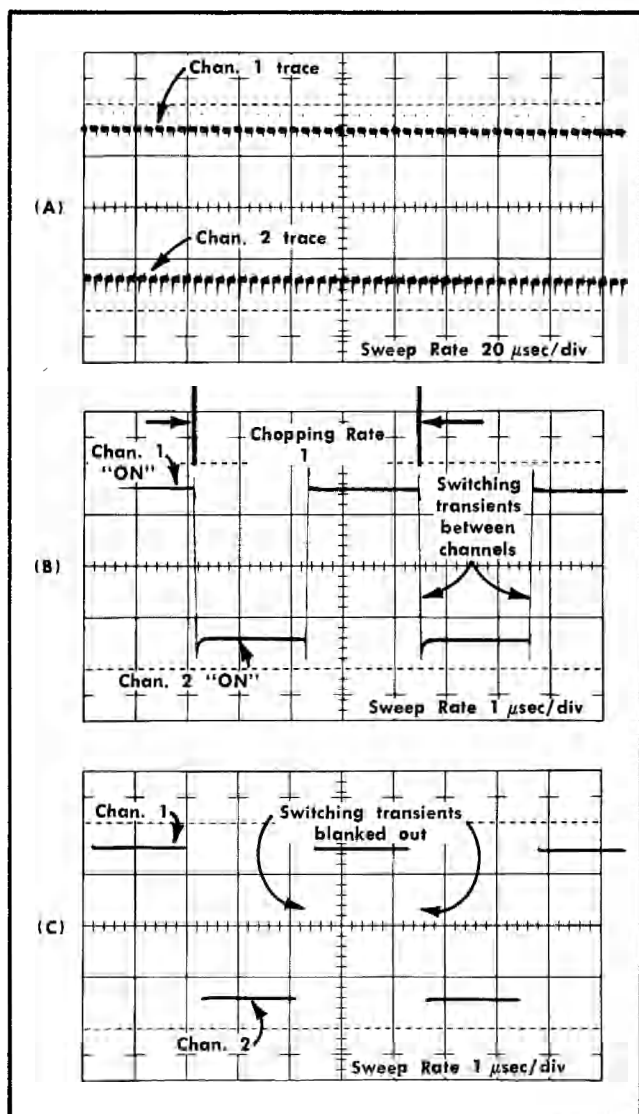 Chan. 1 trace
(A)
Chan. 2 trace
Sweep Rate 20 μsec/div
Chopping Rate
1
Chan. 1
"ON"
Switching
transients
between
channels
(B)
Chan. 2 "ON"
Sweep Rate 1 μsec/div
Chan. 1
Switching transients
blanked out
(C)
Chan. 2
Sweep Rate 1 μsec/div